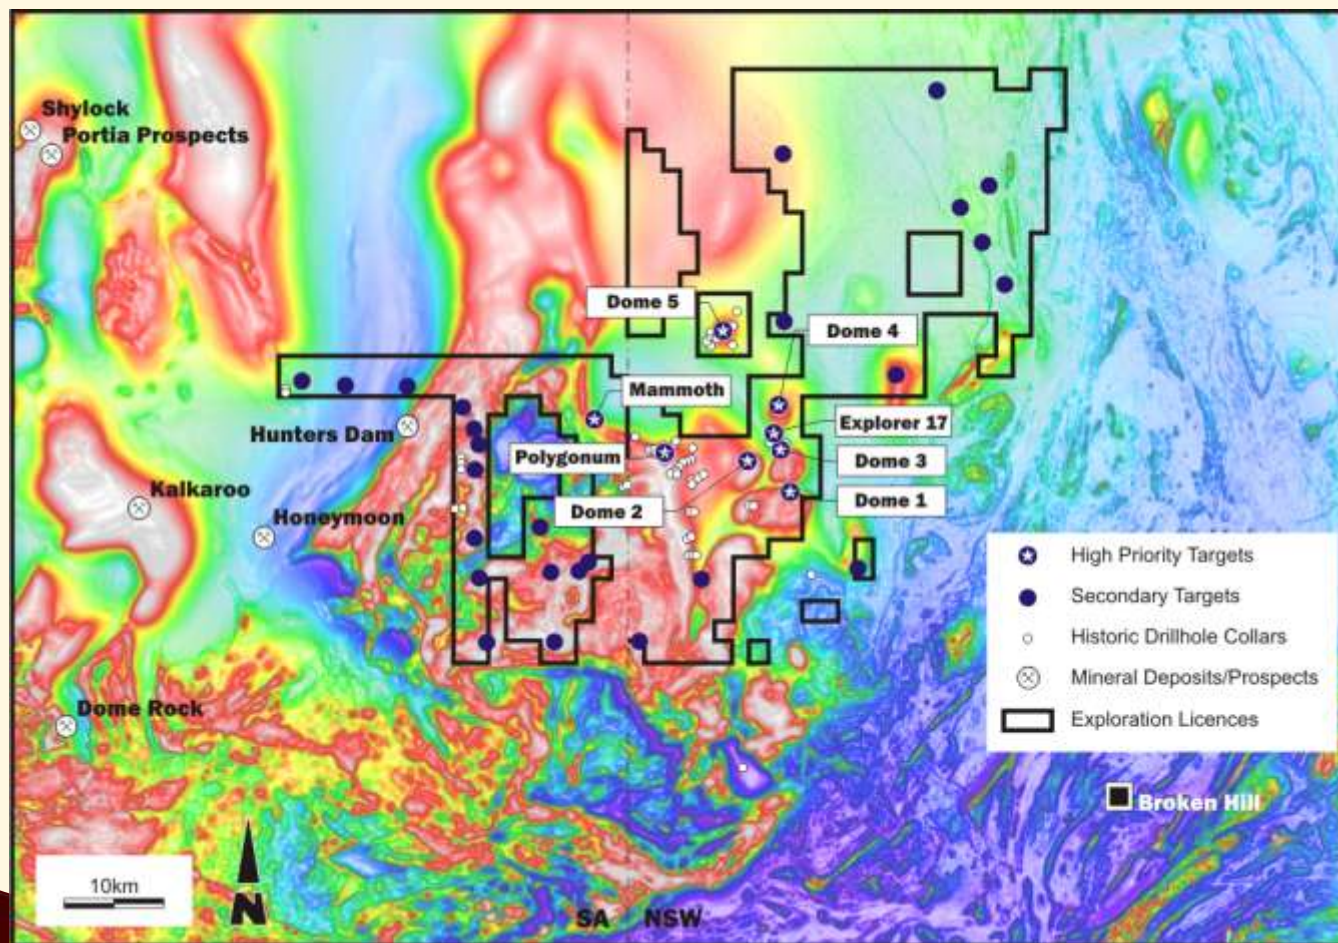 Shylock
Portia Prospects
Dome 5
Dome 4
Mammoth
Hunters Dam
Explorer 17
Polygonum
Dome 3
Kalkaroo
Dome 1
Honeymoon
Dome 2
High Priority Targets
Secondary Targets
Historic Drillhole Collars
Mineral Deposits/Prospects
Exploration Licences
Dome Rock
Broken Hill
10km
N
SA NSW